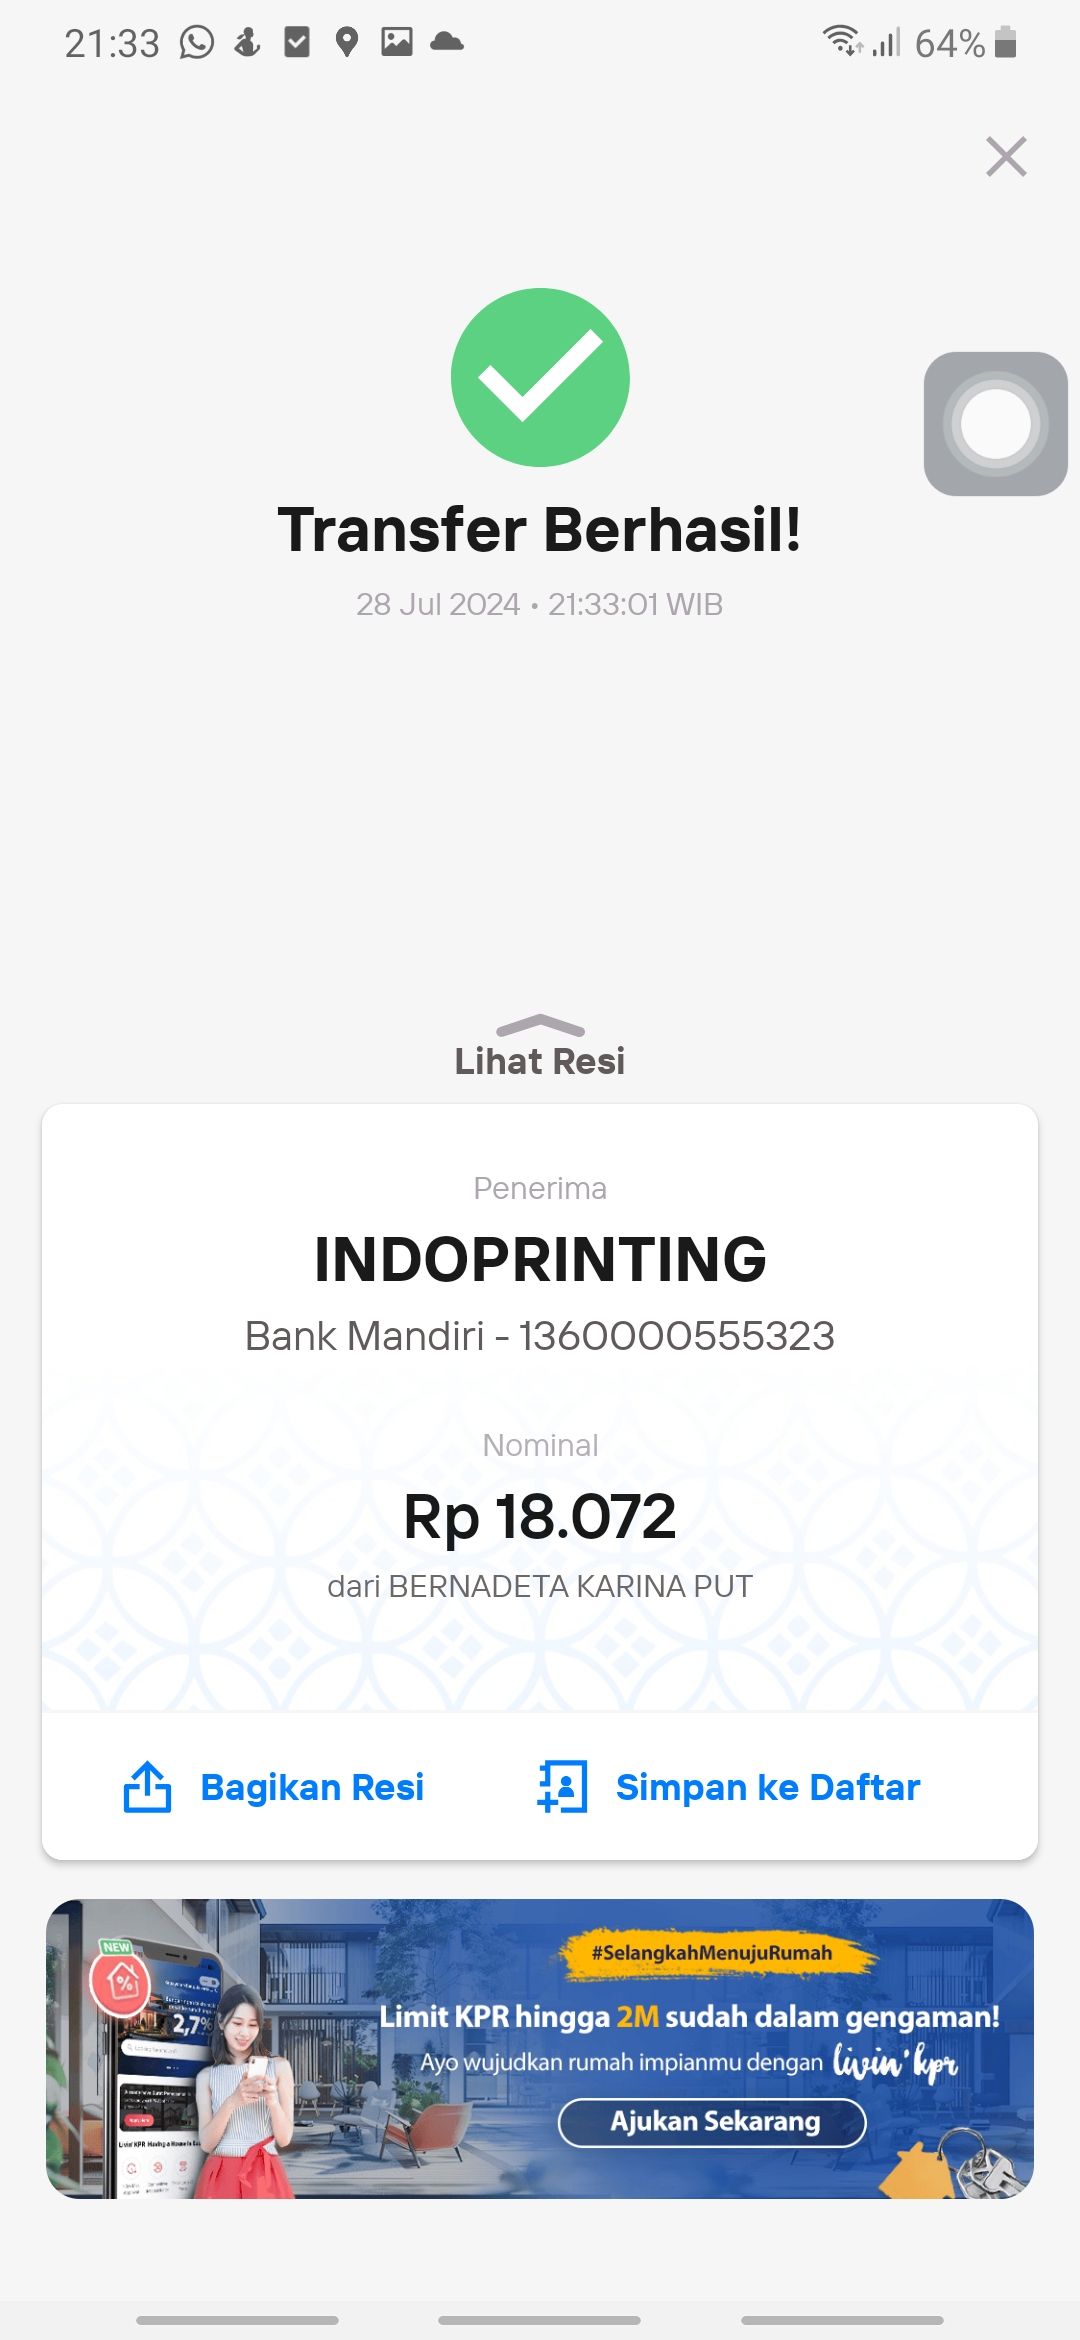 21:33
64%
Transfer Berhasil!
28 Jul 2024 • 21:33:01 WIB
Lihat Resi
Penerima
INDOPRINTING
Bank Mandiri - 1360000555323
Nominal
Rp 18.072
dari BERNADETA KARINA PUT
Bagikan Resi
Simpan ke Daftar
NEW
2,7%
#SelangkahMenujuRumah
Limit KPR hingga 2M sudah dalam gengaman!
Ayo wujudkan rumah impianmu dengan livin' kpr
Ajukan Sekarang